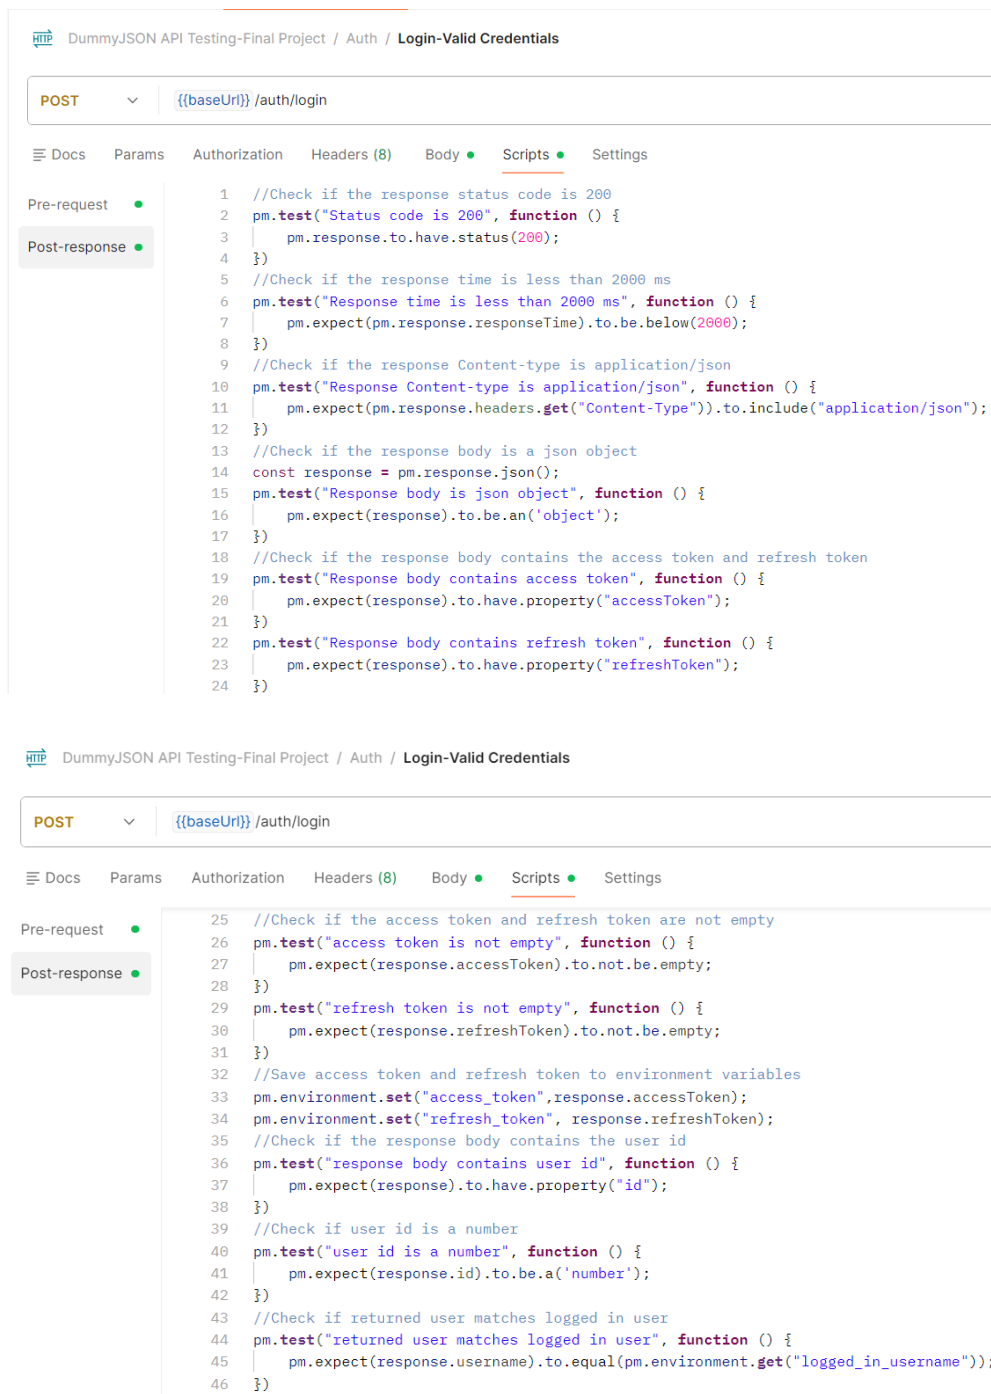 HTTP DummyJSON API Testing-Final Project / Auth / Login-Valid Credentials
POST {{baseUrl}} /auth/login
Docs Params Authorization Headers (8) Body Scripts Settings
Pre-request
Post-response
1 //Check if the response status code is 200
2 pm.test("Status code is 200", function () {
3 pm.response.to.have.status(200);
4 })
5 //Check if the response time is less than 2000 ms
6 pm.test("Response time is less than 2000 ms", function () {
7 pm.expect(pm.response.responseTime).to.be.below(2000);
8 })
9 //Check if the response Content-type is application/json
10 pm.test("Response Content-type is application/json", function () {
11 pm.expect(pm.response.headers.get("Content-Type")).to.include("application/json");
12 })
13 //Check if the response body is a json object
14 const response = pm.response.json();
15 pm.test("Response body is json object", function () {
16 pm.expect(response).to.be.an('object');
17 })
18 //Check if the response body contains the access token and refresh token
19 pm.test("Response body contains access token", function () {
20 pm.expect(response).to.have.property("accessToken");
21 })
22 pm.test("Response body contains refresh token", function () {
23 pm.expect(response).to.have.property("refreshToken");
24 })
HTTP DummyJSON API Testing-Final Project / Auth / Login-Valid Credentials
POST {{baseUrl}} /auth/login
Docs Params Authorization Headers (8) Body Scripts Settings
Pre-request
Post-response
25 //Check if the access token and refresh token are not empty
26 pm.test("access token is not empty", function () {
27 pm.expect(response.accessToken).to.not.be.empty;
28 })
29 pm.test("refresh token is not empty", function () {
30 pm.expect(response.refreshToken).to.not.be.empty;
31 })
32 //Save access token and refresh token to environment variables
33 pm.environment.set("access_token",response.accessToken);
34 pm.environment.set("refresh_token", response.refreshToken);
35 //Check if the response body contains the user id
36 pm.test("response body contains user id", function () {
37 pm.expect(response).to.have.property("id");
38 })
39 //Check if user id is a number
40 pm.test("user id is a number", function () {
41 pm.expect(response.id).to.be.a('number');
42 })
43 //Check if returned user matches logged in user
44 pm.test("returned user matches logged in user", function () {
45 pm.expect(response.username).to.equal(pm.environment.get("logged_in_username"));
46 })